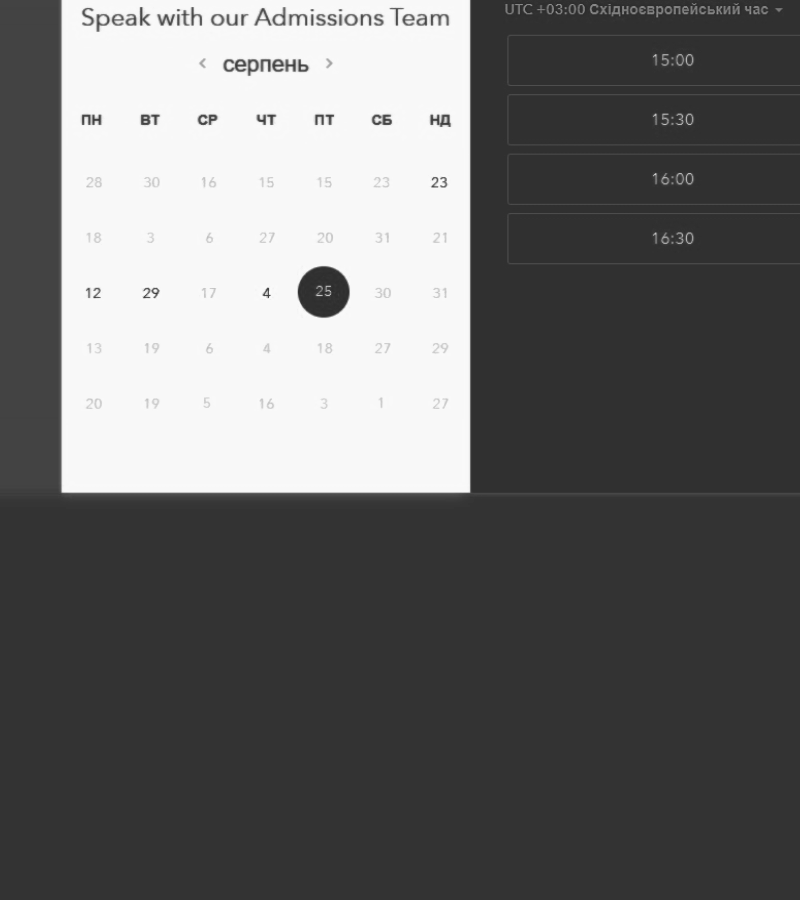 Speak with our Admissions Team
< серпень >
ПН ВТ СР ЧТ ПТ СБ НД
28 30 16 15 15 23 23
18 3 6 27 20 31 21
12 29 17 4 25 30 31
13 19 6 4 18 27 29
20 19 5 16 3 1 27
UTC +03:00 Східноєвропейський час
15:00
15:30
16:00
16:30